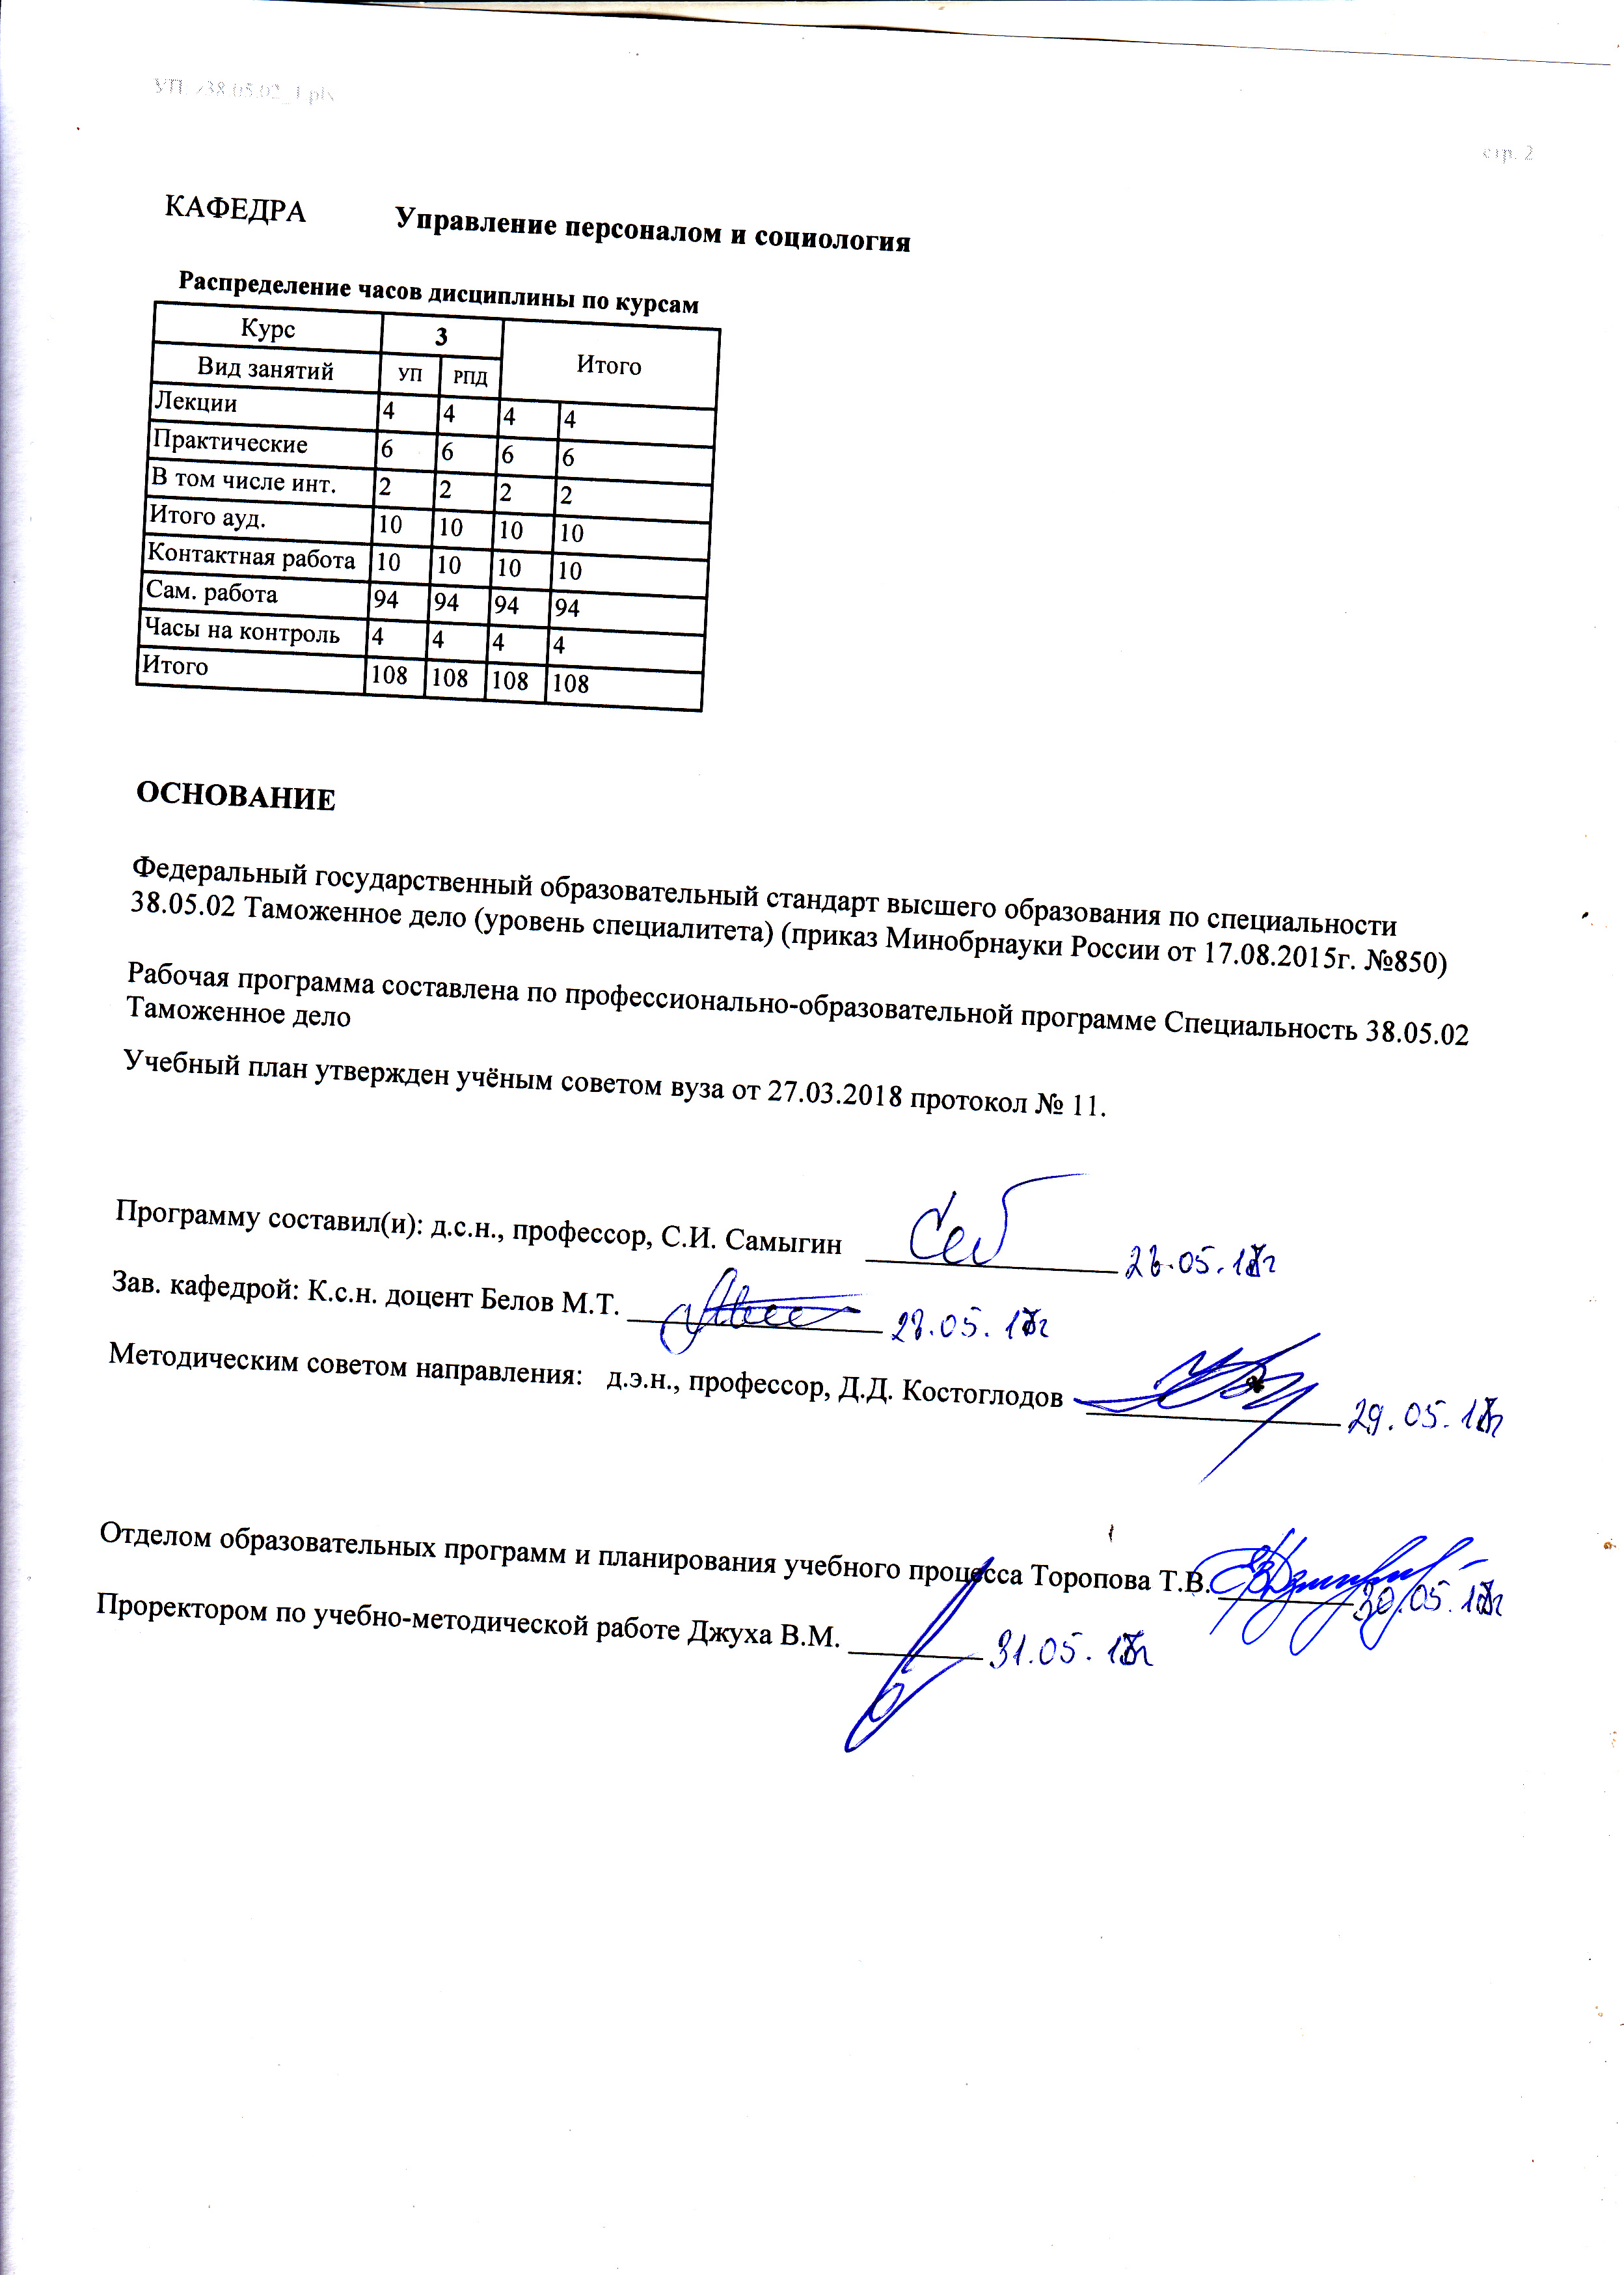 стр. 2
КАФЕДРА Управление персоналом и социология
Распределение часов дисциплины по курсам
Курс 3 Итого
Вид занятий УП РПД
Лекции 4 4 4 4
Практические 6 6 6 6
В том числе инт. 2 2 2 2
Итого ауд. 10 10 10 10
Контактная работа 10 10 10 10
Сам. работа 94 94 94 94
Часы на контроль 4 4 4 4
Итого 108 108 108 108
ОСНОВАНИЕ
Федеральный государственный образовательный стандарт высшего образования по специальности
38.05.02 Таможенное дело (уровень специалитета) (приказ Минобрнауки России от 17.08.2015г. №850)
Рабочая программа составлена по профессионально-образовательной программе Специальность 38.05.02
Таможенное дело
Учебный план утвержден учёным советом вуза от 27.03.2018 протокол № 11.
Программу составил(и): д.с.н., профессор, С.И. Самыгин 28.05.18г
Зав. кафедрой: К.с.н. доцент Белов М.Т. 28.05.18г
Методическим советом направления: д.э.н., профессор, Д.Д. Костоглодов 29.05.18г
Отделом образовательных программ и планирования учебного процесса Торопова Т.В. 30.05.18г
Проректором по учебно-методической работе Джуха В.М. 31.05.18г